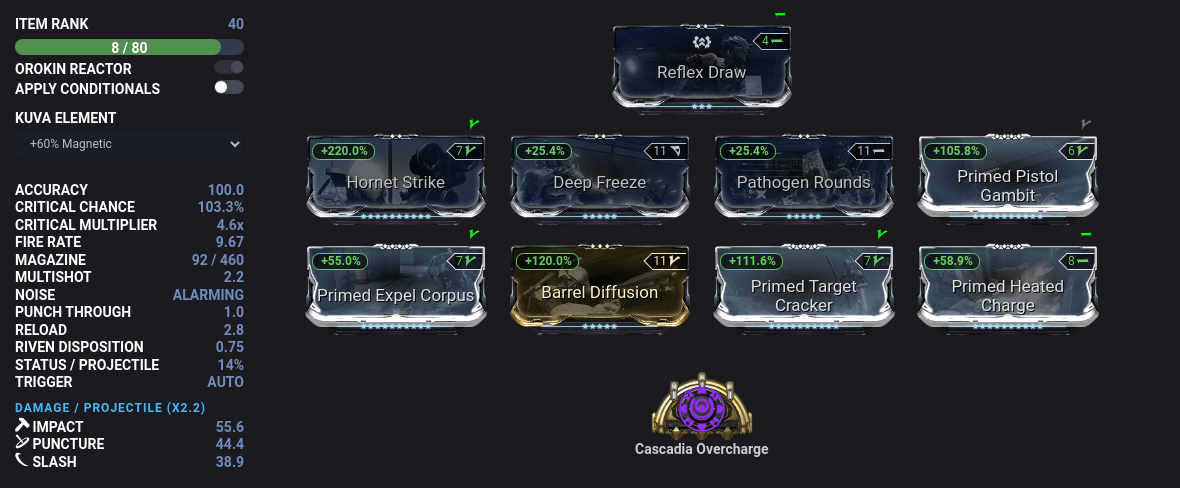 ITEM RANK 40
8 / 80
OROKIN REACTOR
APPLY CONDITIONALS
KUVA ELEMENT
+60% Magnetic
ACCURACY 100.0
CRITICAL CHANCE 103.3%
CRITICAL MULTIPLIER 4.6x
FIRE RATE 9.67
MAGAZINE 92 / 460
MULTISHOT 2.2
NOISE ALARMING
PUNCH THROUGH 1.0
RELOAD 2.8
RIVEN DISPOSITION 0.75
STATUS / PROJECTILE 14%
TRIGGER AUTO
DAMAGE / PROJECTILE (X2.2)
IMPACT 55.6
PUNCTURE 44.4
SLASH 38.9
4
Reflex Draw
+220.0% 7
Hornet Strike
+25.4% 11
Deep Freeze
+25.4% 11
Pathogen Rounds
+105.8% 6
Primed Pistol
Gambit
+55.0% 7
Primed Expel Corpus
+120.0% 11
Barrel Diffusion
+111.6% 7
Primed Target
Cracker
+58.9% 8
Primed Heated
Charge
Cascadia Overcharge